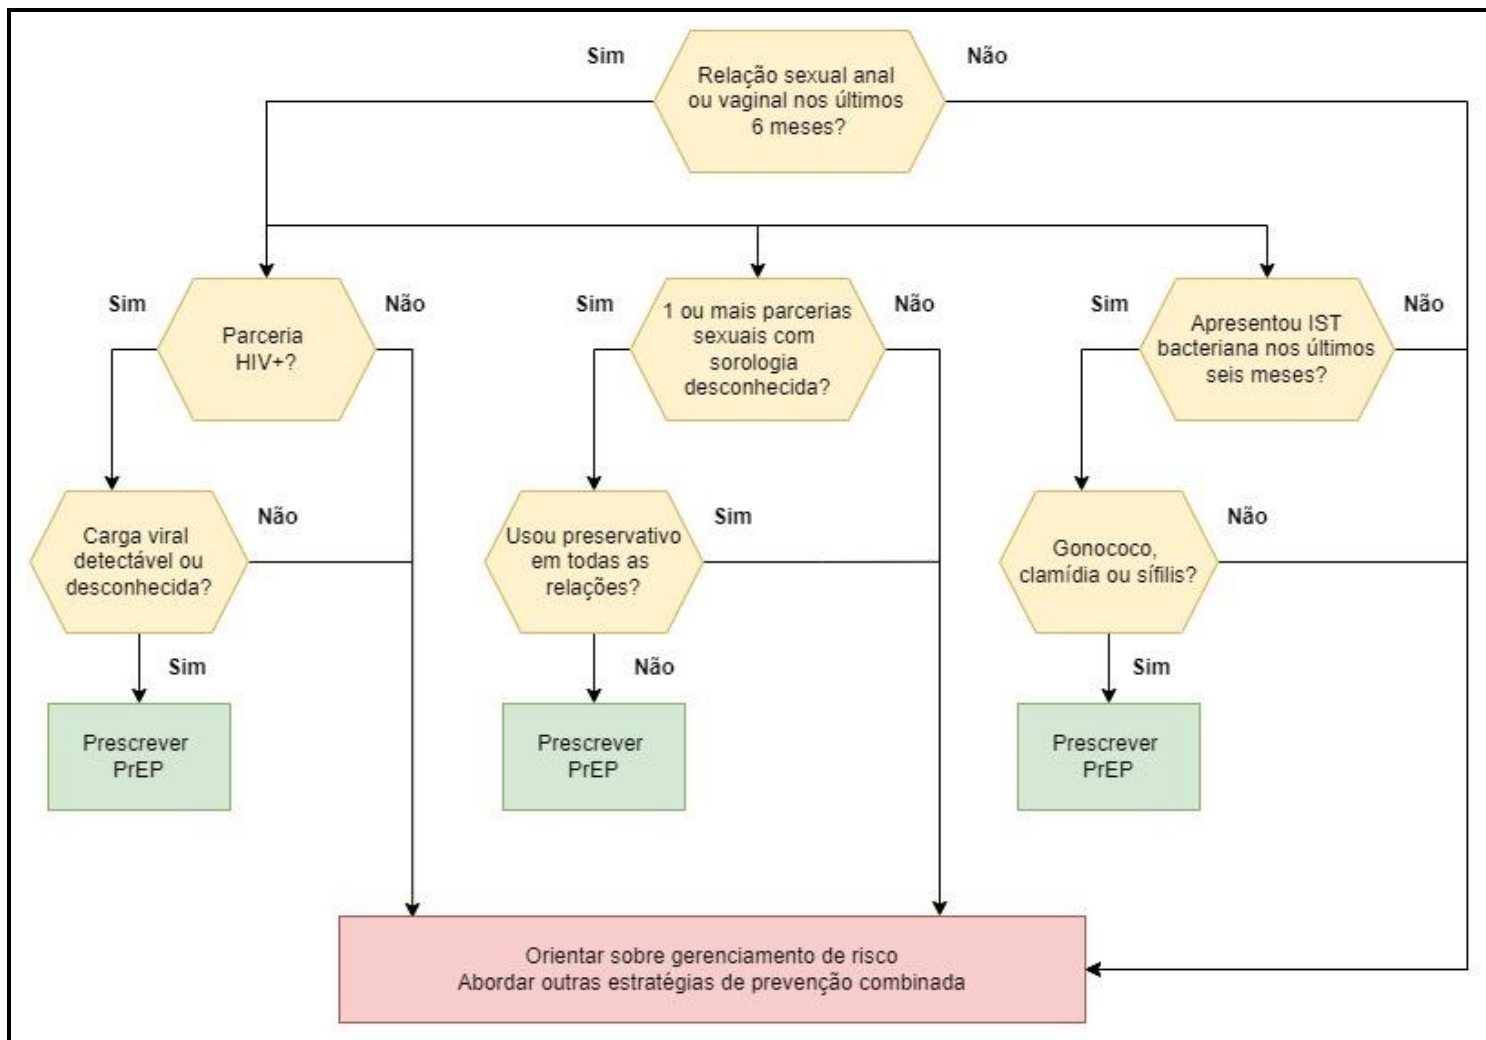 Sim
Não
Relação sexual anal
ou vaginal nos últimos
6 meses?
Sim
Não
Parceria
HIV+?
Sim
Não
1 ou mais parcerias
sexuais com
sorologia
desconhecida?
Sim
Não
Apresentou IST
bacteriana nos últimos
seis meses?
Carga viral
detectável ou
desconhecida?
Não
Usou preservativo
em todas as
relações?
Sim
Gonococo,
clamídia ou sífilis?
Não
Sim
Não
Sim
Prescrever
PrEP
Prescrever
PrEP
Prescrever
PrEP
Orientar sobre gerenciamento de risco
Abordar outras estratégias de prevenção combinada